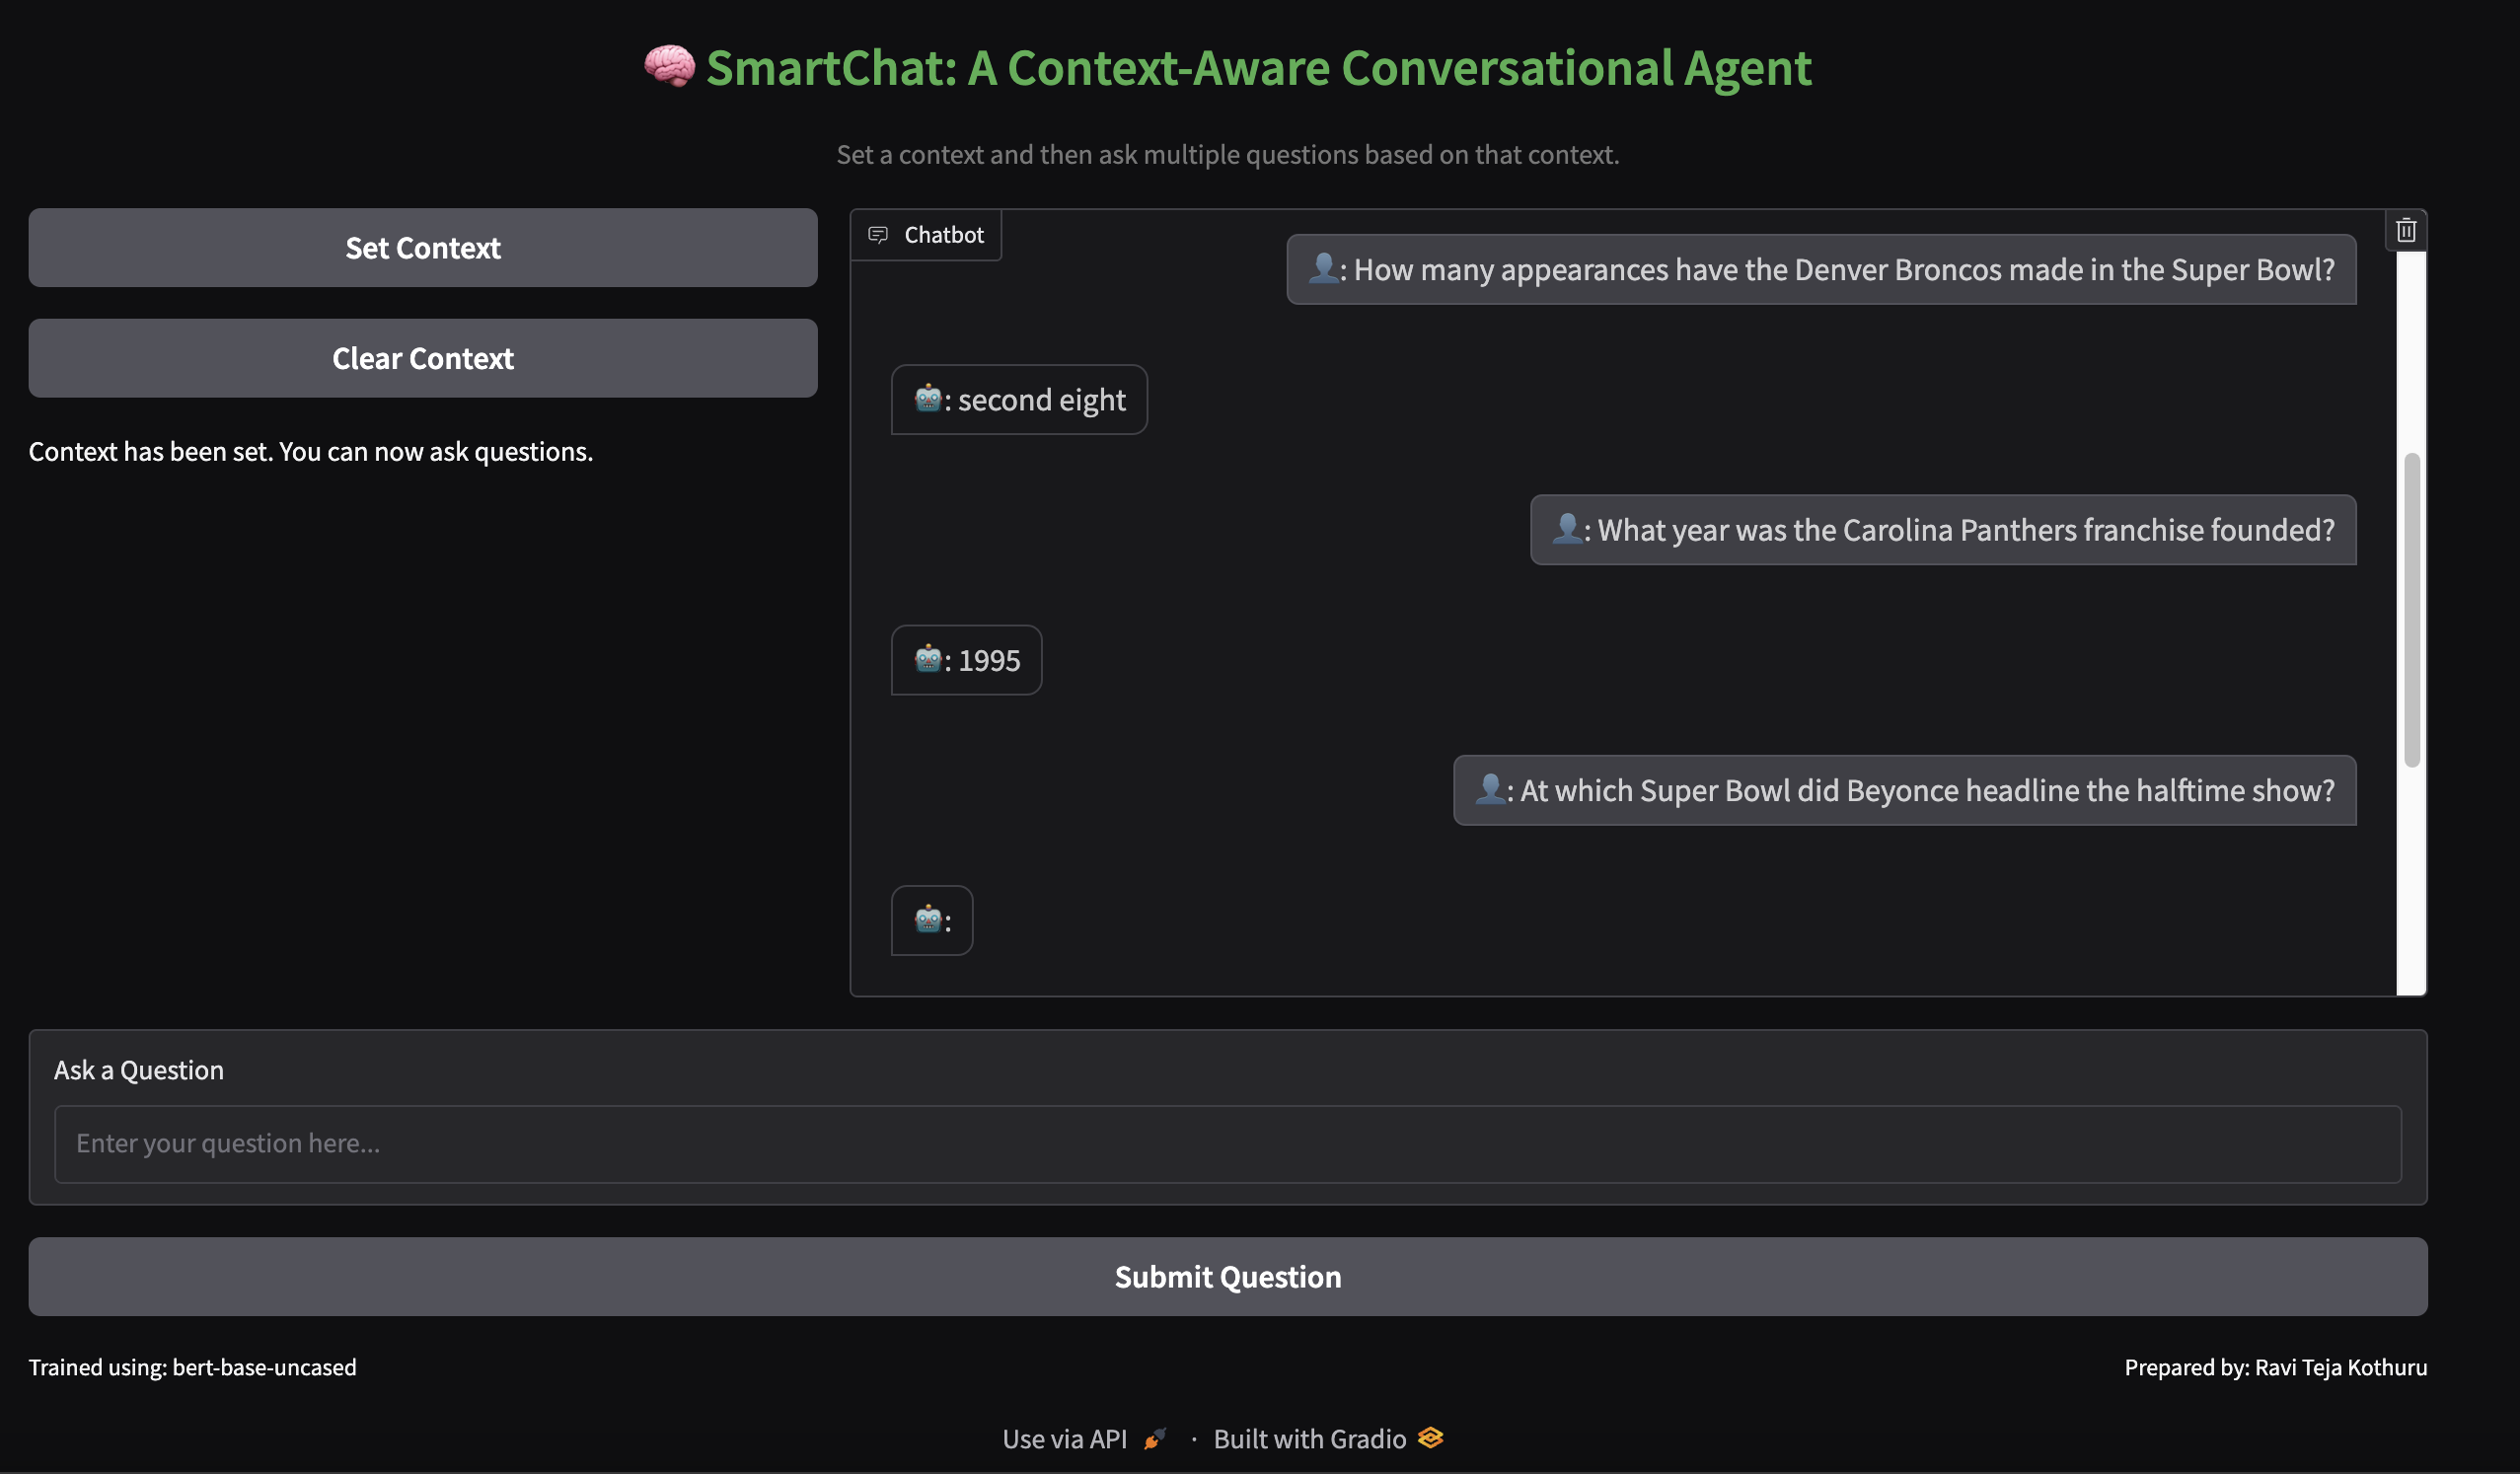 🧠 SmartChat: A Context-Aware Conversational Agent
Set a context and then ask multiple questions based on that context.
Set Context
Clear Context
Context has been set. You can now ask questions.
Chatbot
👤: How many appearances have the Denver Broncos made in the Super Bowl?
🤖: second eight
👤: What year was the Carolina Panthers franchise founded?
🤖: 1995
👤: At which Super Bowl did Beyonce headline the halftime show?
🤖:
Ask a Question
Enter your question here...
Submit Question
Trained using: bert-base-uncased
Prepared by: Ravi Teja Kothuru
Use via API 🚀 · Built with Gradio